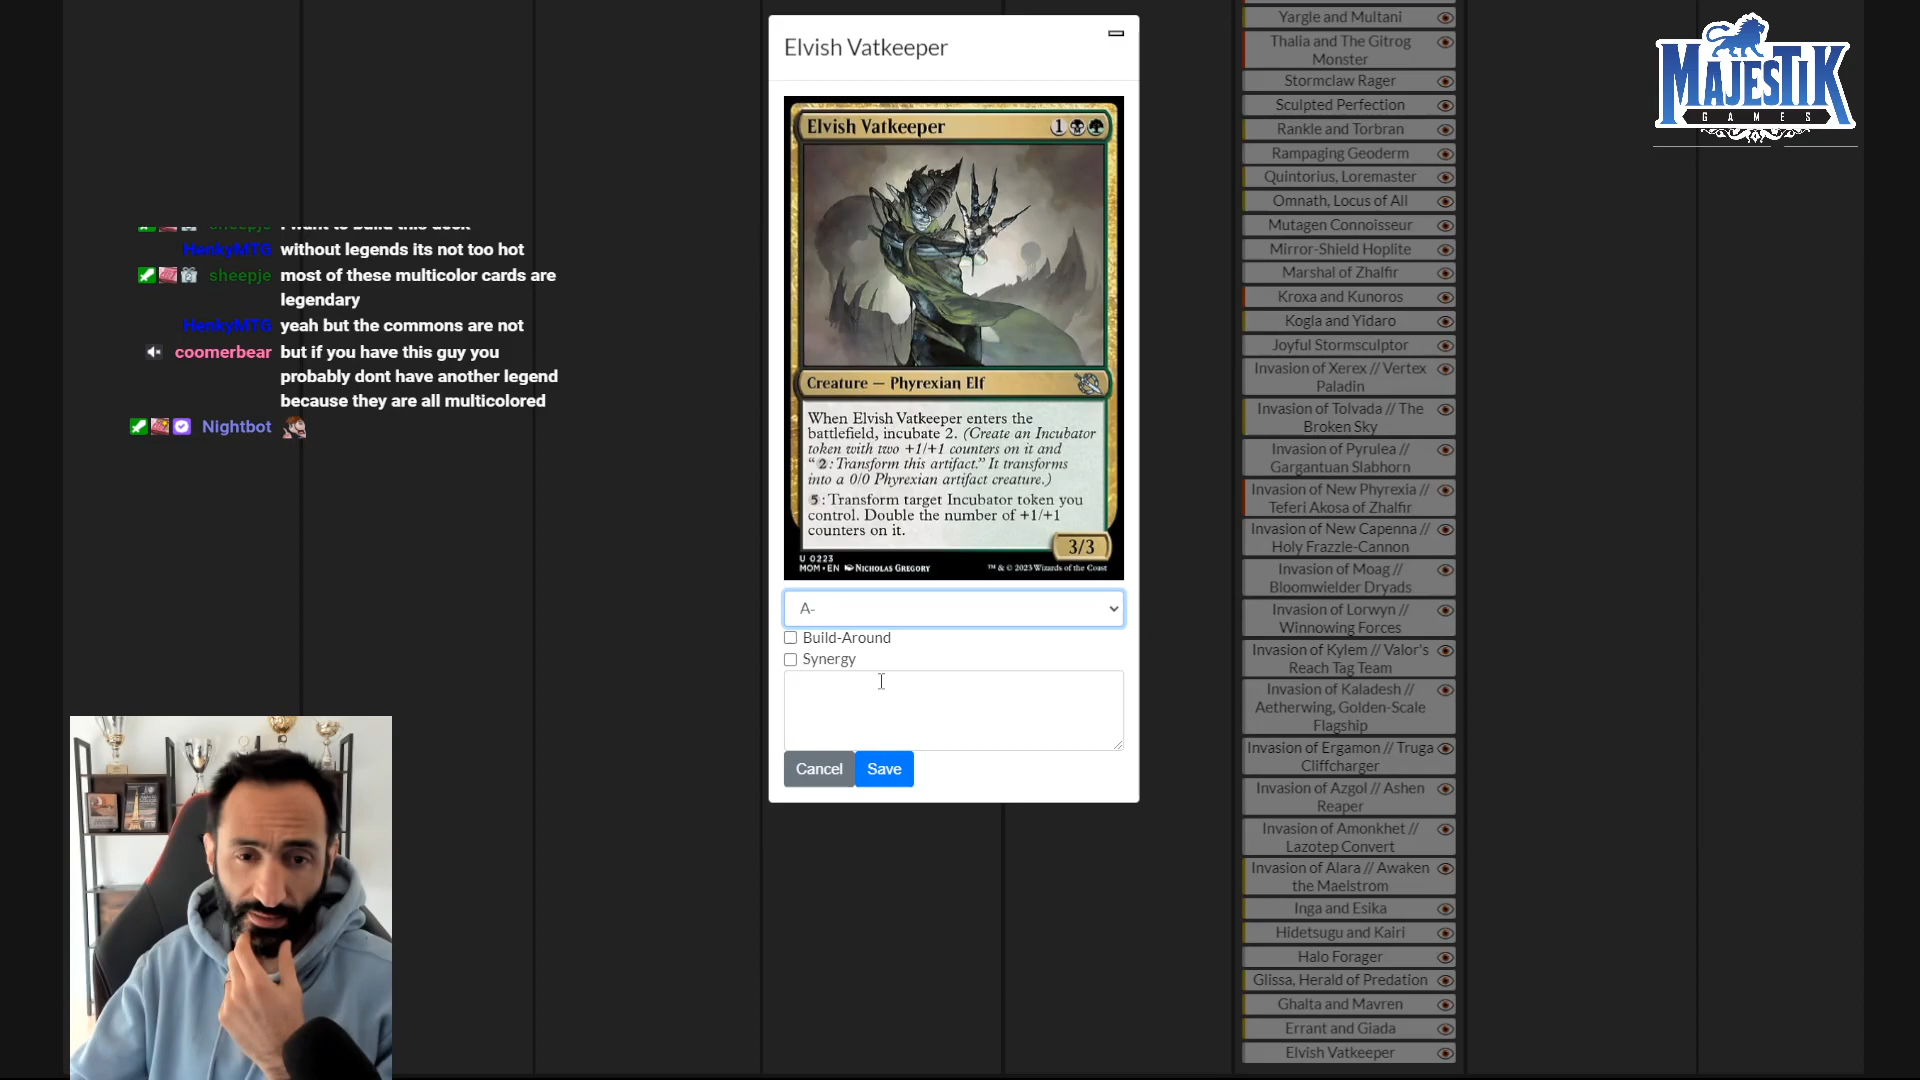 Elvish Vatkeeper
Elvish Vatkeeper 1
Creature — Phyrexian Elf
When Elvish Vatkeeper enters the
battlefield, incubate 2. (Create an Incubator
token with two +1/+1 counters on it and
“2: Transform this artifact.” It transforms
into a 0/0 Phyrexian artifact creature.)
5: Transform target Incubator token you
control. Double the number of +1/+1
counters on it.
3/3
U 0223
MOM • EN Nicholas Gregory
™ & © 2023 Wizards of the Coast
A-
Build-Around
Synergy
Cancel Save
sheepje I want to build this deck
HenkyMTG without legends its not too hot
sheepje most of these multicolor cards are
legendary
HenkyMTG yeah but the commons are not
coomerbear but if you have this guy you
probably dont have another legend
because they are all multicolored
Nightbot
Yargle and Multani
Thalia and The Gitrog
Monster
Stormclaw Rager
Sculpted Perfection
Rankle and Torbran
Rampaging Geoderm
Quintorius, Loremaster
Omnath, Locus of All
Mutagen Connoisseur
Mirror-Shield Hoplite
Marshal of Zhalfir
Kroxa and Kunoros
Kogla and Yidaro
Joyful Stormsculptor
Invasion of Xerex // Vertex
Paladin
Invasion of Tolvada // The
Broken Sky
Invasion of Pyrulea //
Gargantuan Slabhorn
Invasion of New Phyrexia //
Teferi Akosa of Zhalfir
Invasion of New Capenna //
Holy Frazzle-Cannon
Invasion of Moag //
Bloomwielder Dryads
Invasion of Lorwyn //
Winnowing Forces
Invasion of Kylem // Valor's
Reach Tag Team
Invasion of Kaladesh //
Aetherwing, Golden-Scale
Flagship
Invasion of Ergamon // Truga
Cliffcharger
Invasion of Azgol // Ashen
Reaper
Invasion of Amonkhet //
Lazotep Convert
Invasion of Alara // Awaken
the Maelstrom
Inga and Esika
Hidetsugu and Kairi
Halo Forager
Glissa, Herald of Predation
Ghalta and Mavren
Errant and Giada
Elvish Vatkeeper
MAJESTIK
GAMES